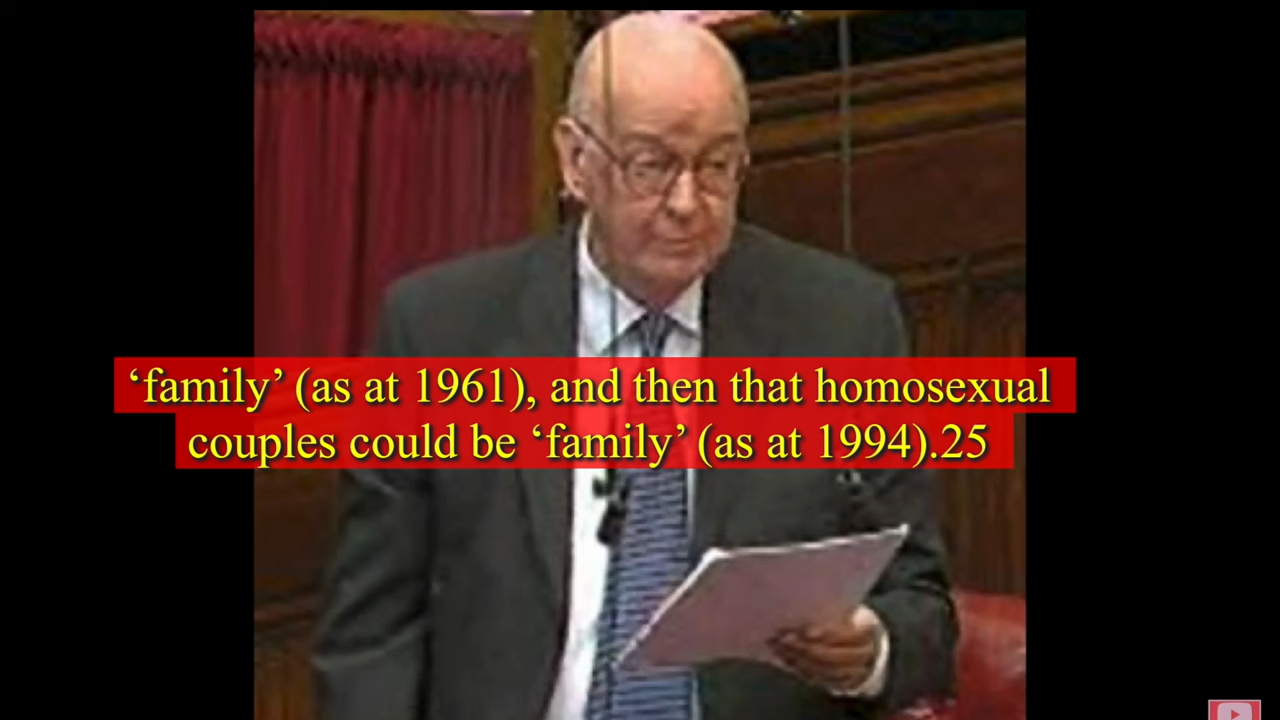 ‘family’ (as at 1961), and then that homosexual
couples could be ‘family’ (as at 1994).25